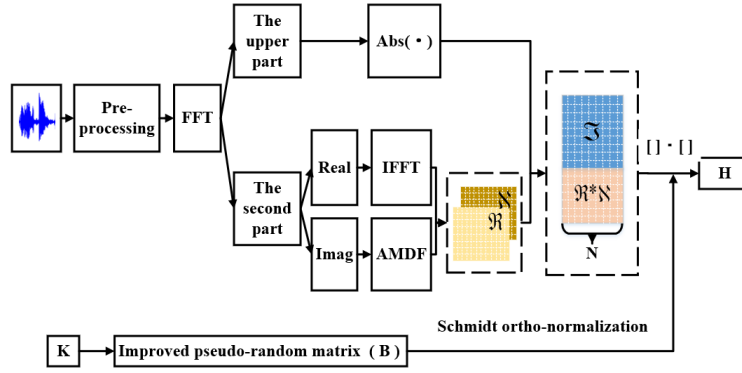 The
upper
part
Abs(•)
Pre-
processing
FFT
The
second
part
Real
IFFT
Imag
AMDF
ℵ
ℜ
ℑ
ℜ*ℵ
N
[ ] • [ ]
H
Schmidt ortho-normalization
K
Improved pseudo-random matrix ( B )